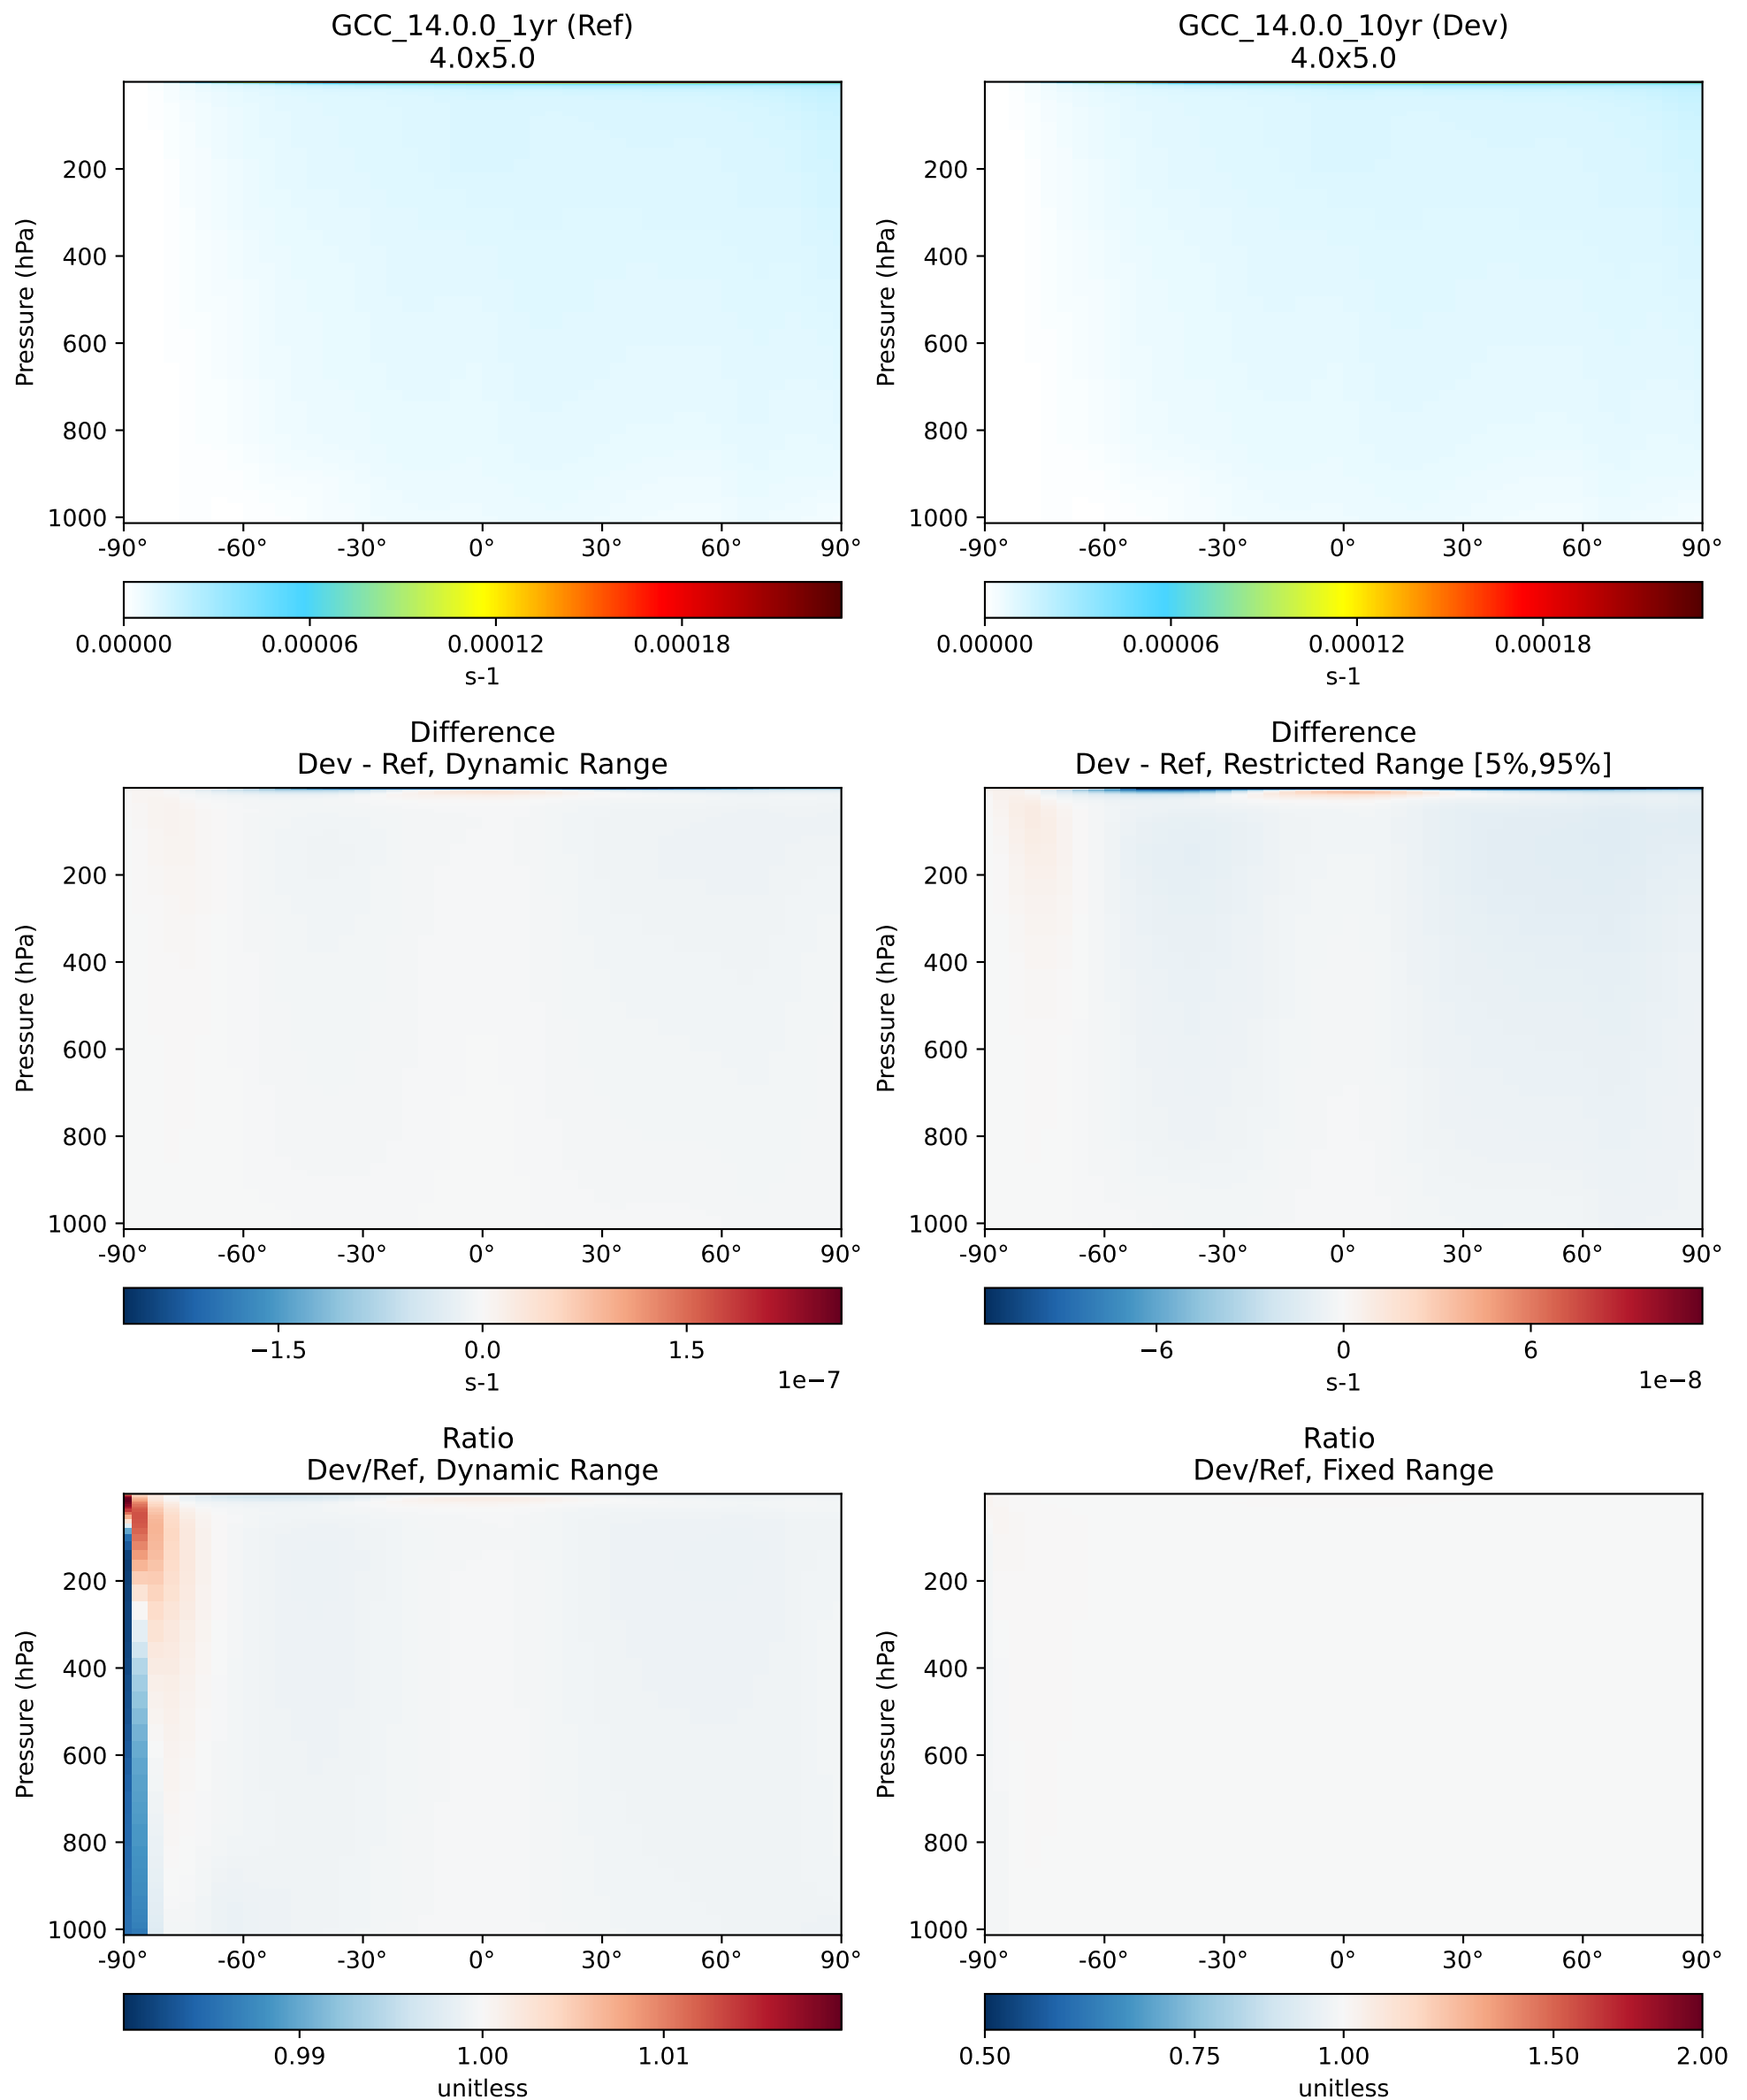 GCC_14.0.0_1yr (Ref)
4.0x5.0
Pressure (hPa)
200
400
600
800
1000
-90° -60° -30° 0° 30° 60° 90°
0.00000 0.00006 0.00012 0.00018
s-1
GCC_14.0.0_10yr (Dev)
4.0x5.0
Pressure (hPa)
200
400
600
800
1000
-90° -60° -30° 0° 30° 60° 90°
0.00000 0.00006 0.00012 0.00018
s-1
Difference
Dev - Ref, Dynamic Range
Pressure (hPa)
200
400
600
800
1000
-90° -60° -30° 0° 30° 60° 90°
−1.5 0.0 1.5
s-1 1e−7
Difference
Dev - Ref, Restricted Range [5%,95%]
Pressure (hPa)
200
400
600
800
1000
-90° -60° -30° 0° 30° 60° 90°
−6 0 6
s-1 1e−8
Ratio
Dev/Ref, Dynamic Range
Pressure (hPa)
200
400
600
800
1000
-90° -60° -30° 0° 30° 60° 90°
0.99 1.00 1.01
unitless
Ratio
Dev/Ref, Fixed Range
Pressure (hPa)
200
400
600
800
1000
-90° -60° -30° 0° 30° 60° 90°
0.50 0.75 1.00 1.50 2.00
unitless